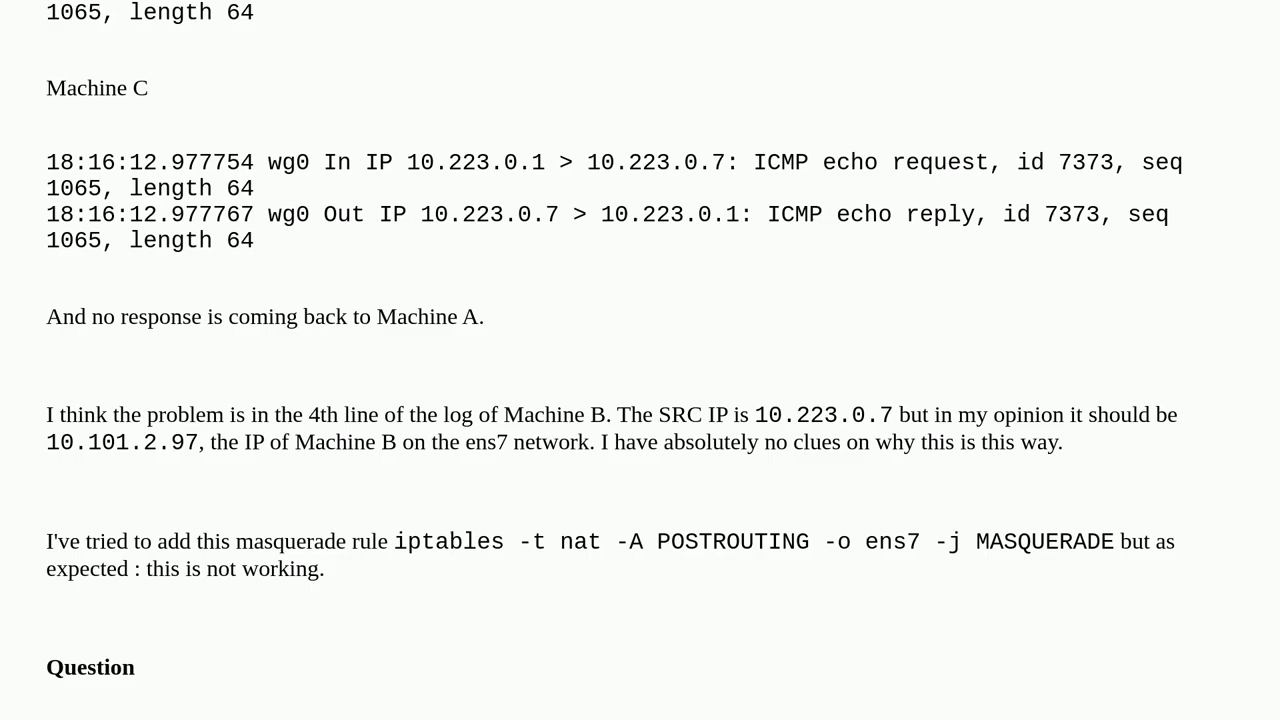 1065, length 64
Machine C
18:16:12.977754 wg0 In IP 10.223.0.1 > 10.223.0.7: ICMP echo request, id 7373, seq
1065, length 64
18:16:12.977767 wg0 Out IP 10.223.0.7 > 10.223.0.1: ICMP echo reply, id 7373, seq
1065, length 64
And no response is coming back to Machine A.
I think the problem is in the 4th line of the log of Machine B. The SRC IP is 10.223.0.7 but in my opinion it should be
10.101.2.97, the IP of Machine B on the ens7 network. I have absolutely no clues on why this is this way.
I've tried to add this masquerade rule iptables -t nat -A POSTROUTING -o ens7 -j MASQUERADE but as
expected : this is not working.
Question